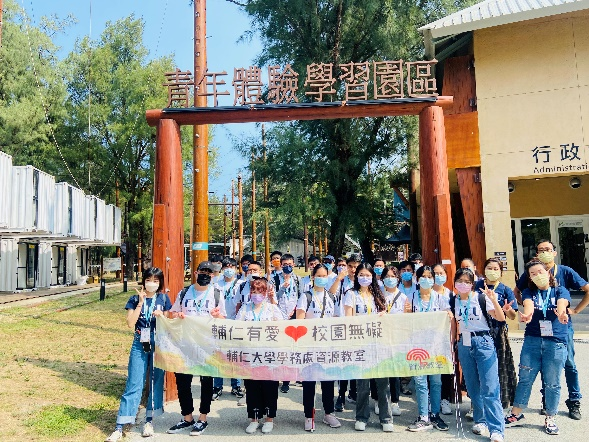 青年體驗學習園區
行政
Administratio
輔仁有愛❤校園無礙
輔仁大學學務處資源教室